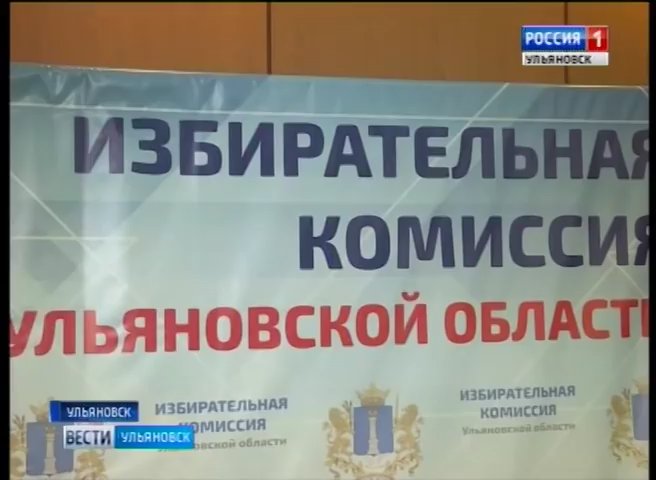 РОССИЯ 1
УЛЬЯНОВСК
ИЗБИРАТЕЛЬНАЯ
КОМИССИЯ
УЛЬЯНОВСКОЙ ОБЛАСТИ
ИЗБИРАТЕЛЬНАЯ
КОМИССИЯ
Ульяновской области
ИЗБИРАТЕЛЬНАЯ
КОМИССИЯ
Ульяновской области
УЛЬЯНОВСК
ВЕСТИ УЛЬЯНОВСК